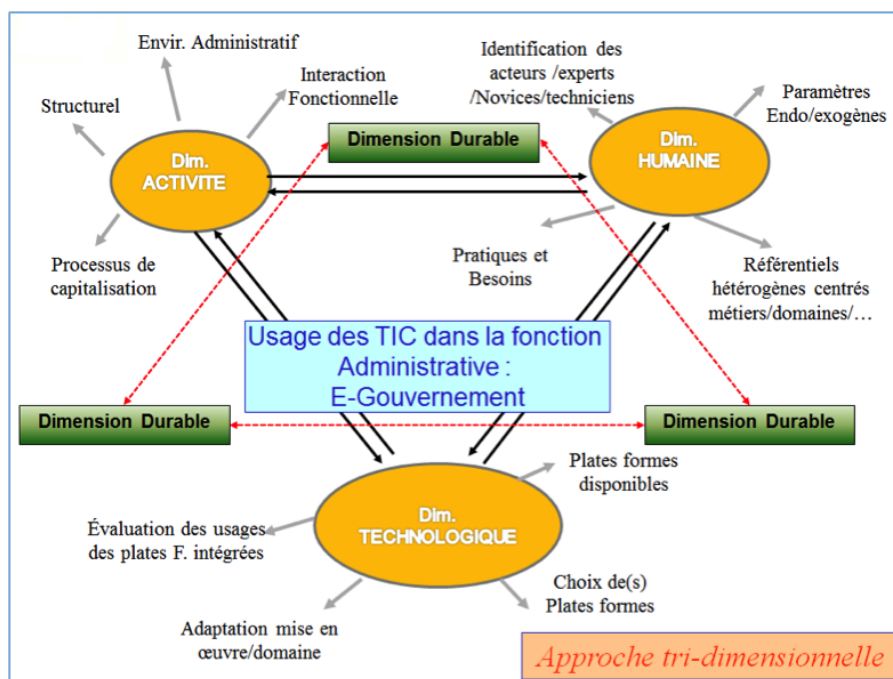 Envir. Administratif
Structurel
Interaction
Fonctionnelle
Dim.
ACTIVITE
Processus de
capitalisation
Dimension Durable
Identification des
acteurs /experts
/Novices/techniciens
Paramètres
Endo/exogènes
Dim.
HUMAINE
Pratiques et
Besoins
Référentiels
hétérogènes centrés
métiers/domaines/…
Usage des TIC dans la fonction
Administrative :
E-Gouvernement
Dimension Durable
Dimension Durable
Dim.
TECHNOLOGIQUE
Plates formes
disponibles
Évaluation des usages
des plates F. intégrées
Choix de(s)
Plates formes
Adaptation mise en
œuvre/domaine
Approche tri-dimensionnelle